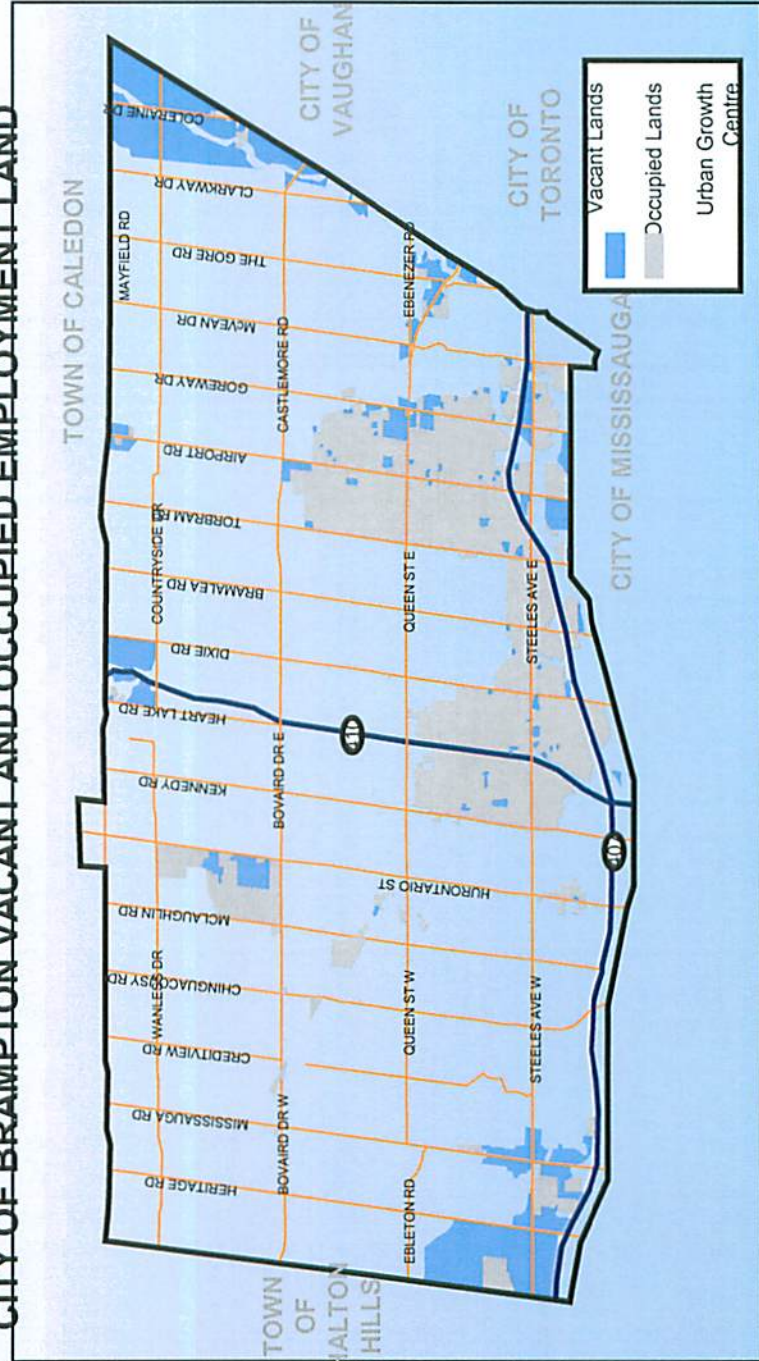 CITY OF BRAMPTON VACANT AND OCCUPIED EMPLOYMENT LAND
TOWN OF CALEDON
CITY OF
VAUGHAN
CITY OF
TORONTO
CITY OF MISSISSAUGA
TOWN
OF
HALTON
HILLS
MAYFIELD RD
COUNTRYSIDE DR
WANLESS DR
CASTLEMORE RD
BOVAIRD DR E
BOVAIRD DR W
EBENEZER RD
QUEEN ST E
QUEEN ST W
EBLETON RD
STEELES AVE E
STEELES AVE W
HERITAGE RD
MISSISSAUGA RD
CREDITVIEW RD
CHINGUACOUSY RD
MCLAUGHLIN RD
HURONTARIO ST
KENNEDY RD
HEART LAKE RD
DIXIE RD
BRAMALEA RD
TORBRAM RD
AIRPORT RD
GOREWAY DR
McVEAN DR
THE GORE RD
CLARKWAY DR
COLERAINE DR
410
407
Vacant Lands
Occupied Lands
Urban Growth
Centre